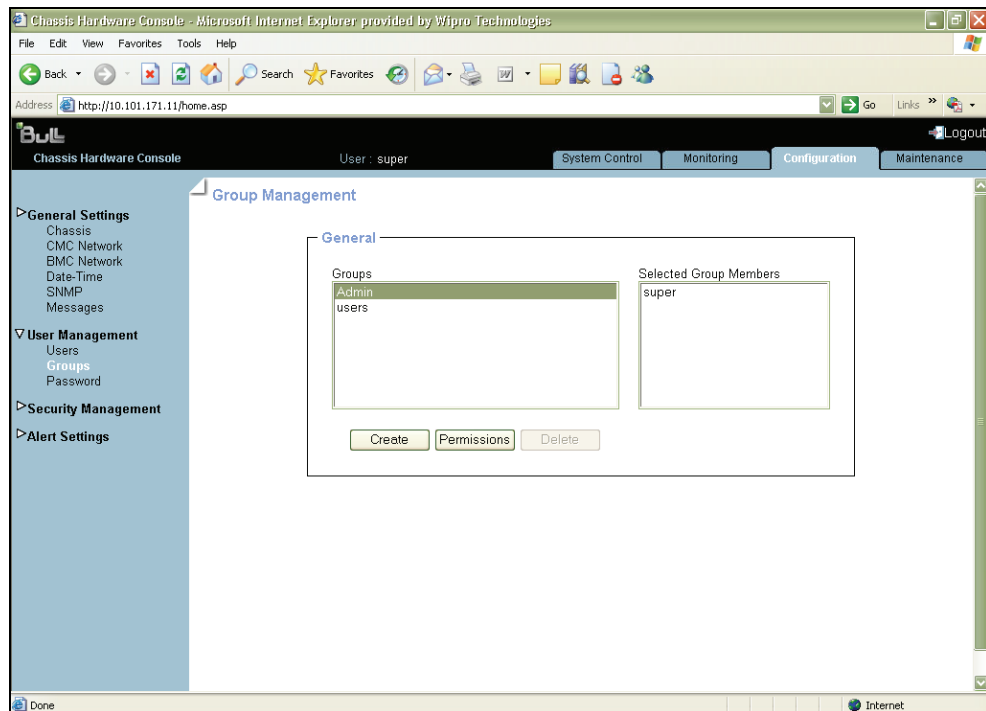 Chassis Hardware Console - Microsoft Internet Explorer provided by Wipro Technologies
File Edit View Favorites Tools Help
Back Search Favorites
Address http://10.101.171.11/home.asp Go Links »
Bull Logout
Chassis Hardware Console User : super System Control Monitoring Configuration Maintenance
Group Management
General Settings
Chassis
CMC Network
BMC Network
Date-Time
SNMP
Messages
User Management
Users
Groups
Password
Security Management
Alert Settings
General
Groups
Admin
users
Selected Group Members
super
Create Permissions Delete
Done Internet